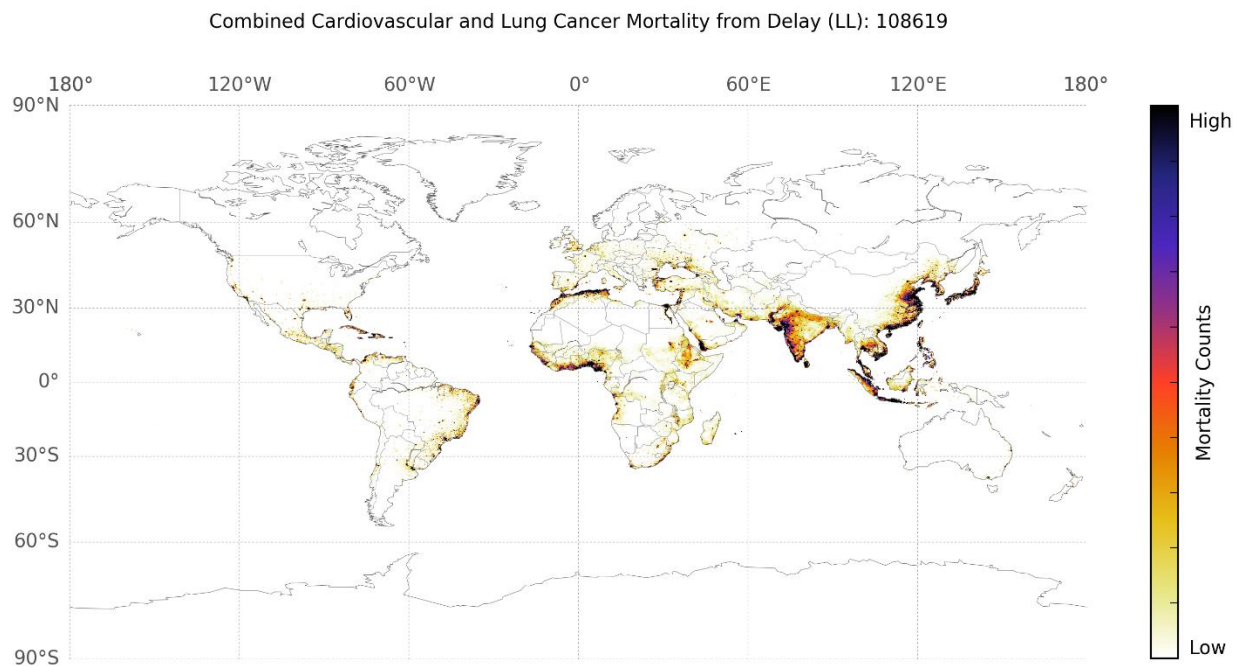 Combined Cardiovascular and Lung Cancer Mortality from Delay (LL): 108619
180° 120°W 60°W 0° 60°E 120°E 180°
90°N
60°N
30°N
0°
30°S
60°S
90°S
High
Mortality Counts
Low